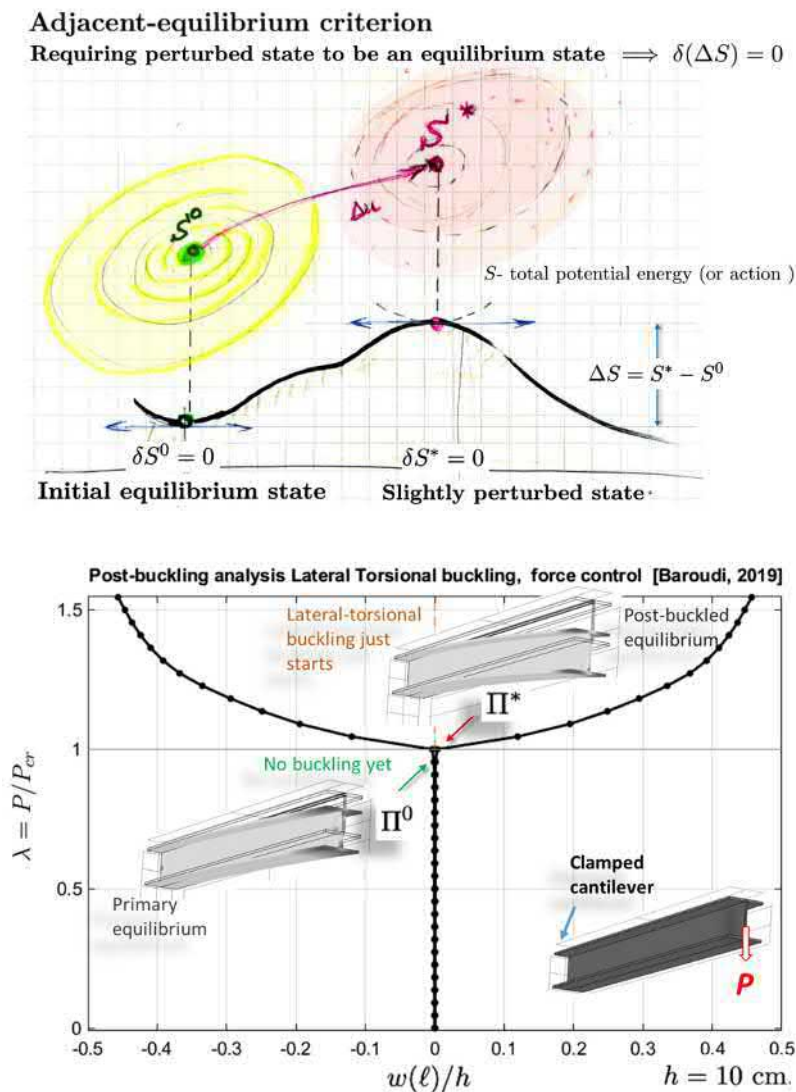 Adjacent-equilibrium criterion
Requiring perturbed state to be an equilibrium state ⟹ δ(ΔS) = 0
S*
S⁰
Δu
S- total potential energy (or action )
ΔS = S* − S⁰
δS⁰ = 0
δS* = 0
Initial equilibrium state
Slightly perturbed state
Post-buckling analysis Lateral Torsional buckling, force control [Baroudi, 2019]
1.5
Lateral-torsional
buckling just
starts
Post-buckled
equilibrium
Π*
1
No buckling yet
Π⁰
λ = P/P_cr
Clamped
cantilever
0.5
Primary
equilibrium
P
0
-0.5 -0.4 -0.3 -0.2 -0.1 0 0.1 0.2 0.3 0.4 0.5
w(ℓ)/h
h = 10 cm